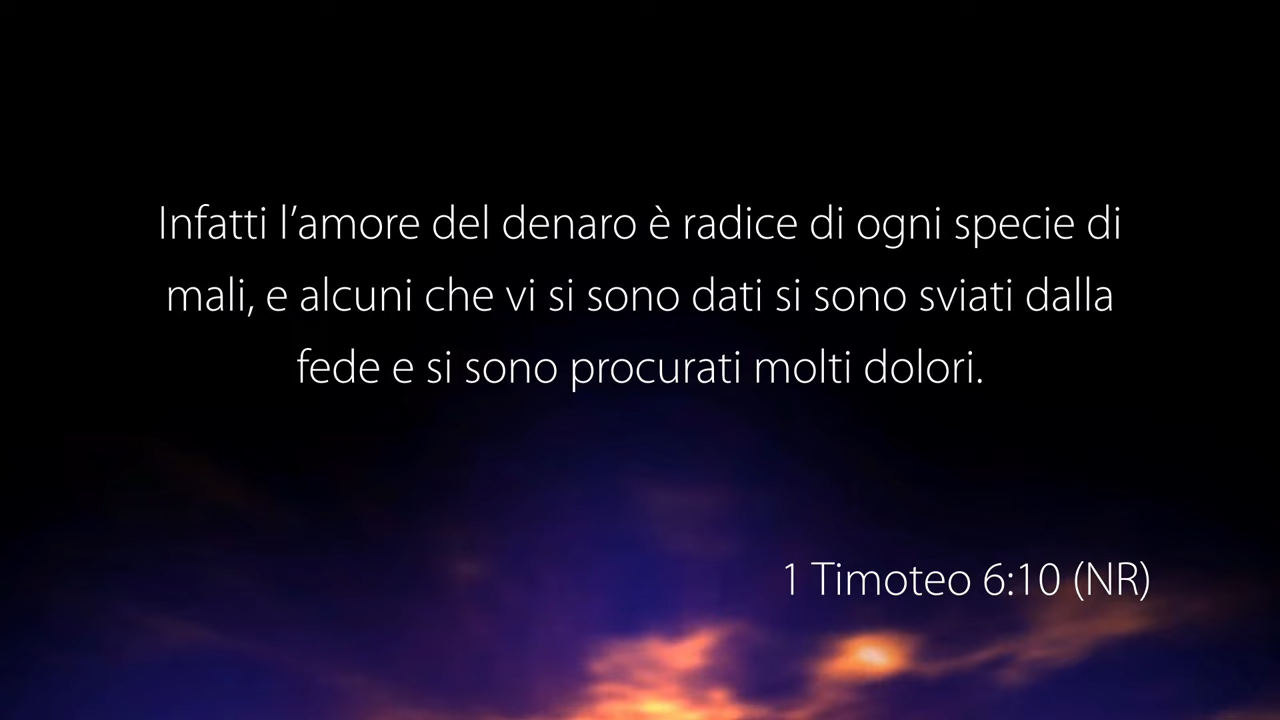 Infatti l’amore del denaro è radice di ogni specie di
mali, e alcuni che vi si sono dati si sono sviati dalla
fede e si sono procurati molti dolori.
1 Timoteo 6:10 (NR)